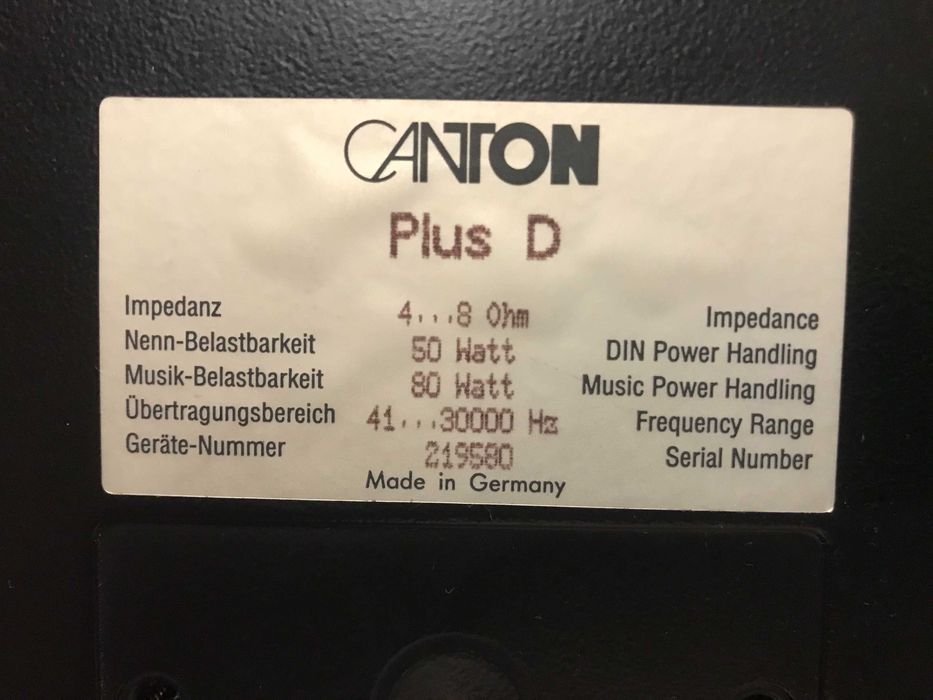 CANTON
Plus D
Impedanz 4...8 Ohm Impedance
Nenn-Belastbarkeit 50 Watt DIN Power Handling
Musik-Belastbarkeit 80 Watt Music Power Handling
Übertragungsbereich 41...30000 Hz Frequency Range
Geräte-Nummer 219580 Serial Number
Made in Germany